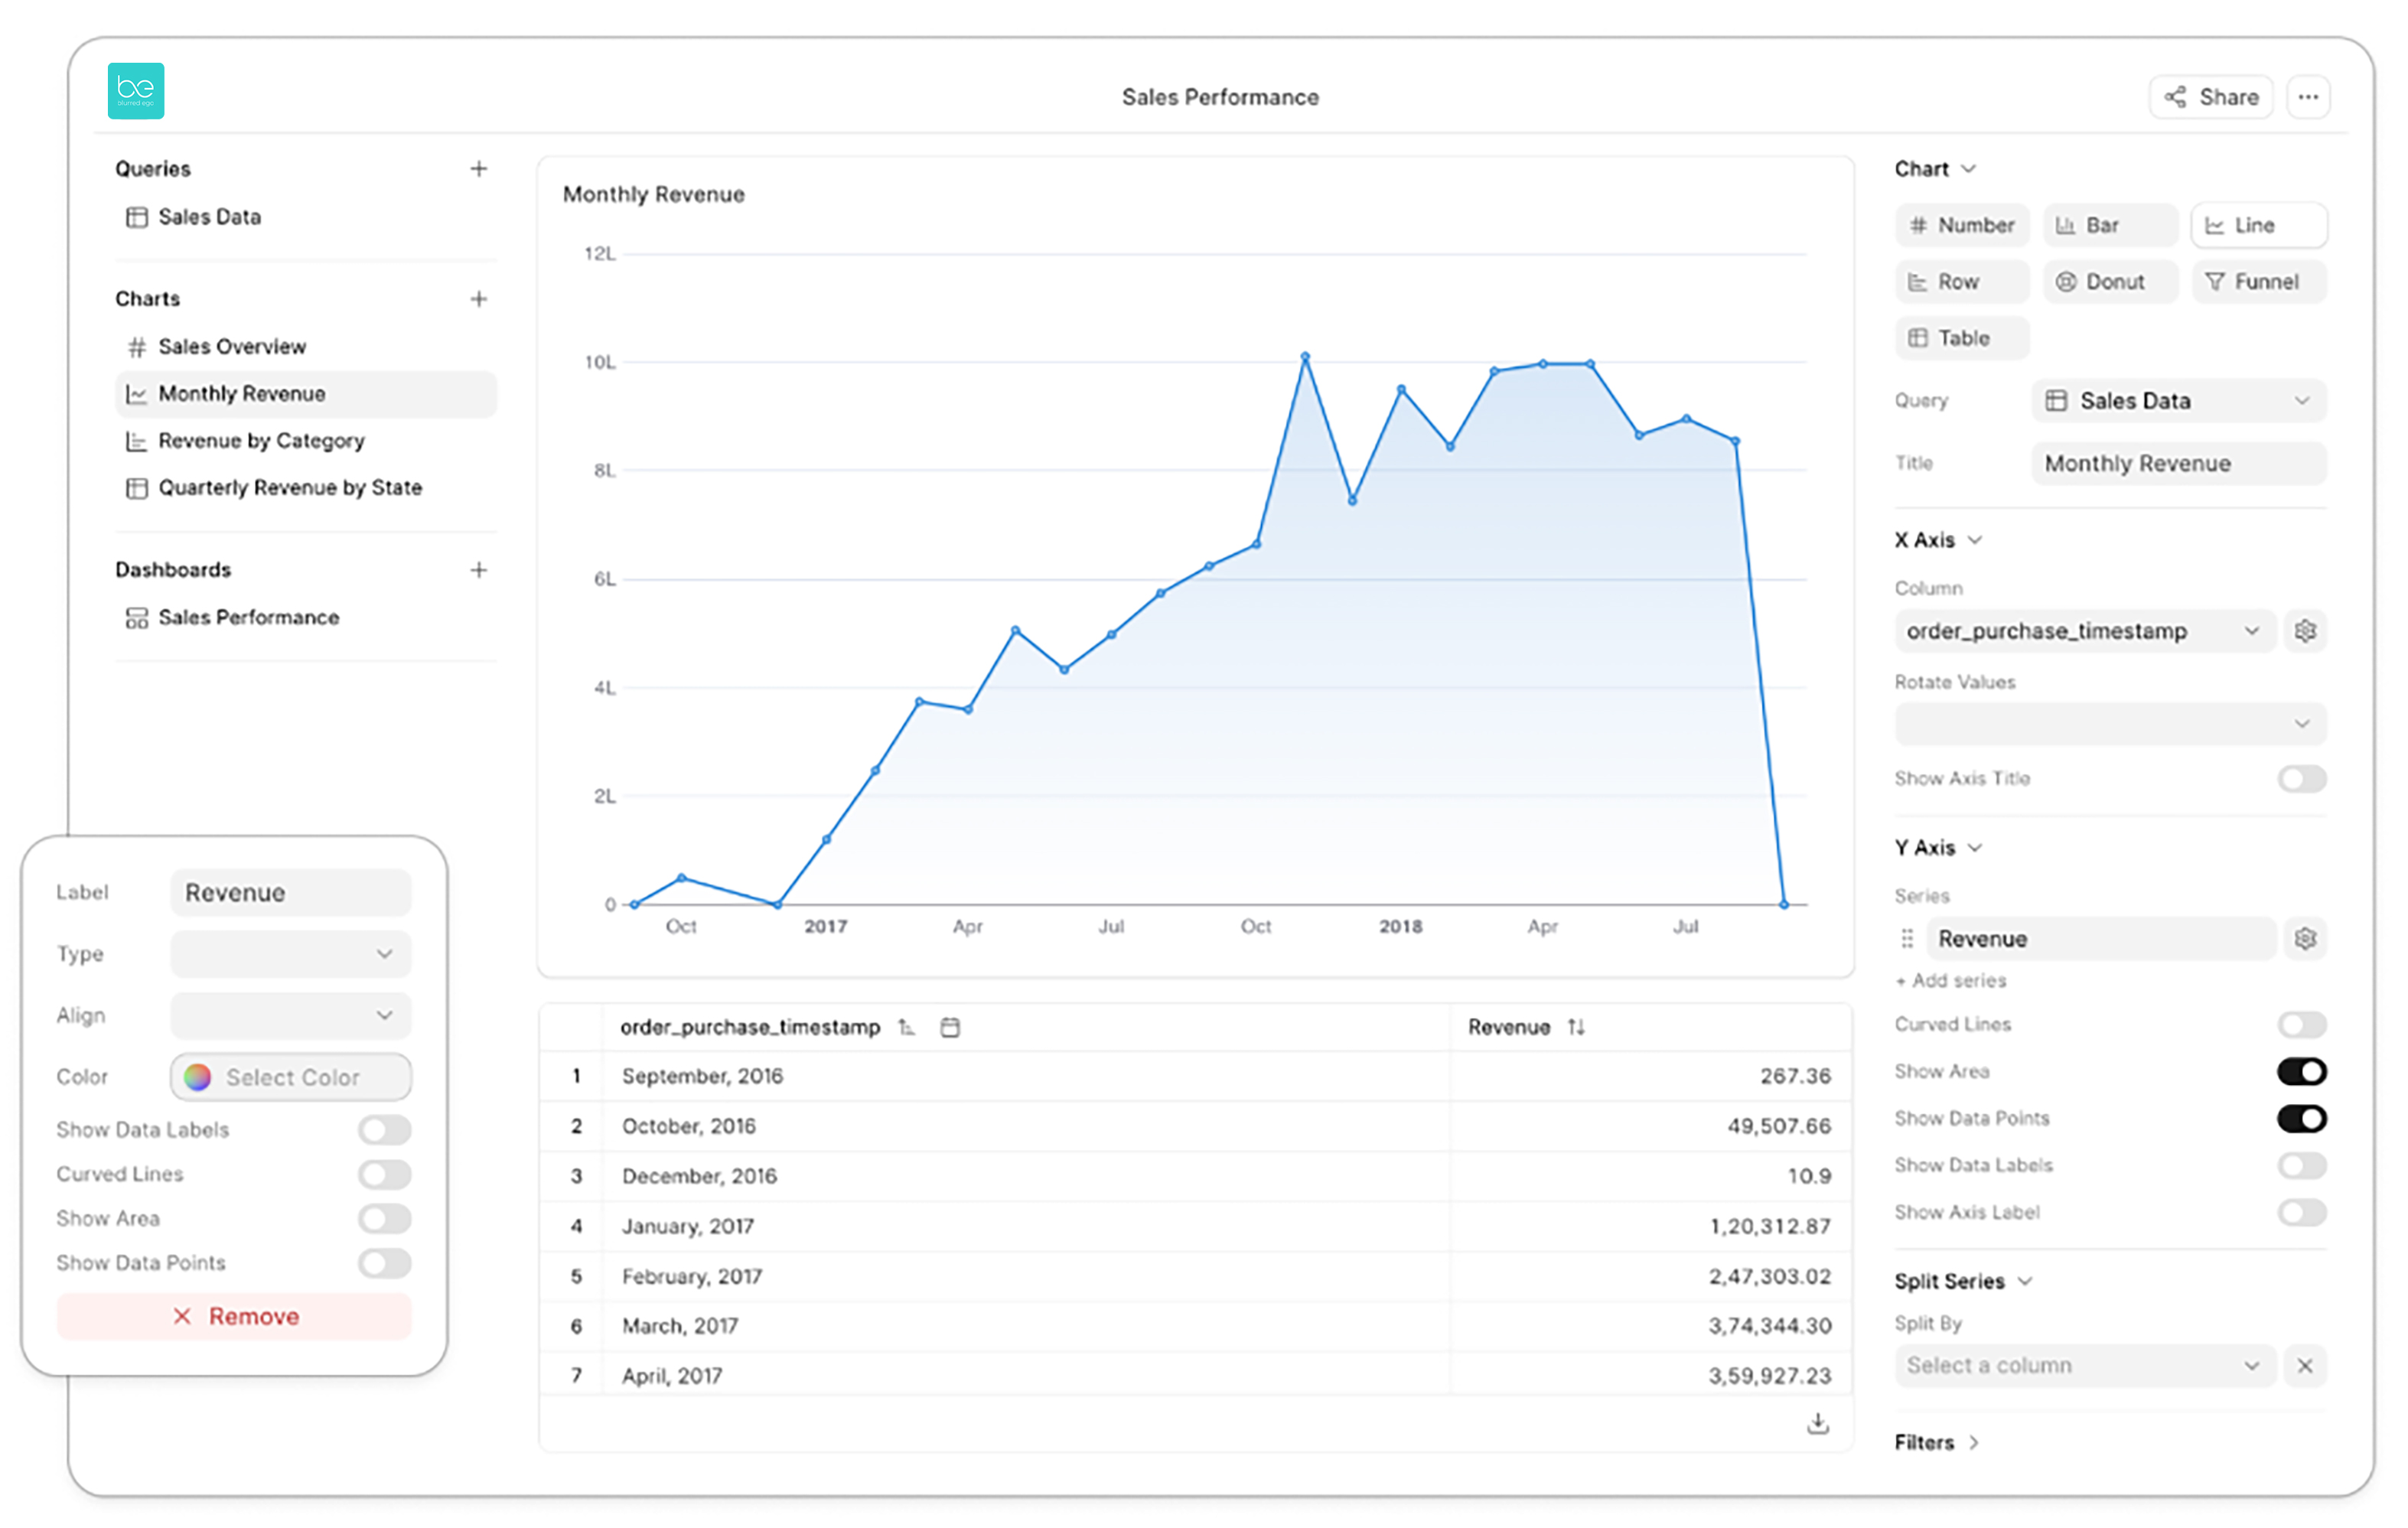 be
blurred ego
Sales Performance
Share
Queries
Sales Data
Charts
Sales Overview
Monthly Revenue
Revenue by Category
Quarterly Revenue by State
Dashboards
Sales Performance
Label Revenue
Type
Align
Color Select Color
Show Data Labels
Curved Lines
Show Area
Show Data Points
Remove
Monthly Revenue
12L
10L
8L
6L
4L
2L
0
Oct 2017 Apr Jul Oct 2018 Apr Jul
order_purchase_timestamp Revenue
1 September, 2016 267.36
2 October, 2016 49,507.66
3 December, 2016 10.9
4 January, 2017 1,20,312.87
5 February, 2017 2,47,303.02
6 March, 2017 3,74,344.30
7 April, 2017 3,59,927.23
Chart
# Number Bar Line
Row Donut Funnel
Table
Query Sales Data
Title Monthly Revenue
X Axis
Column
order_purchase_timestamp
Rotate Values
Show Axis Title
Y Axis
Series
Revenue
+ Add series
Curved Lines
Show Area
Show Data Points
Show Data Labels
Show Axis Label
Split Series
Split By
Select a column
Filters